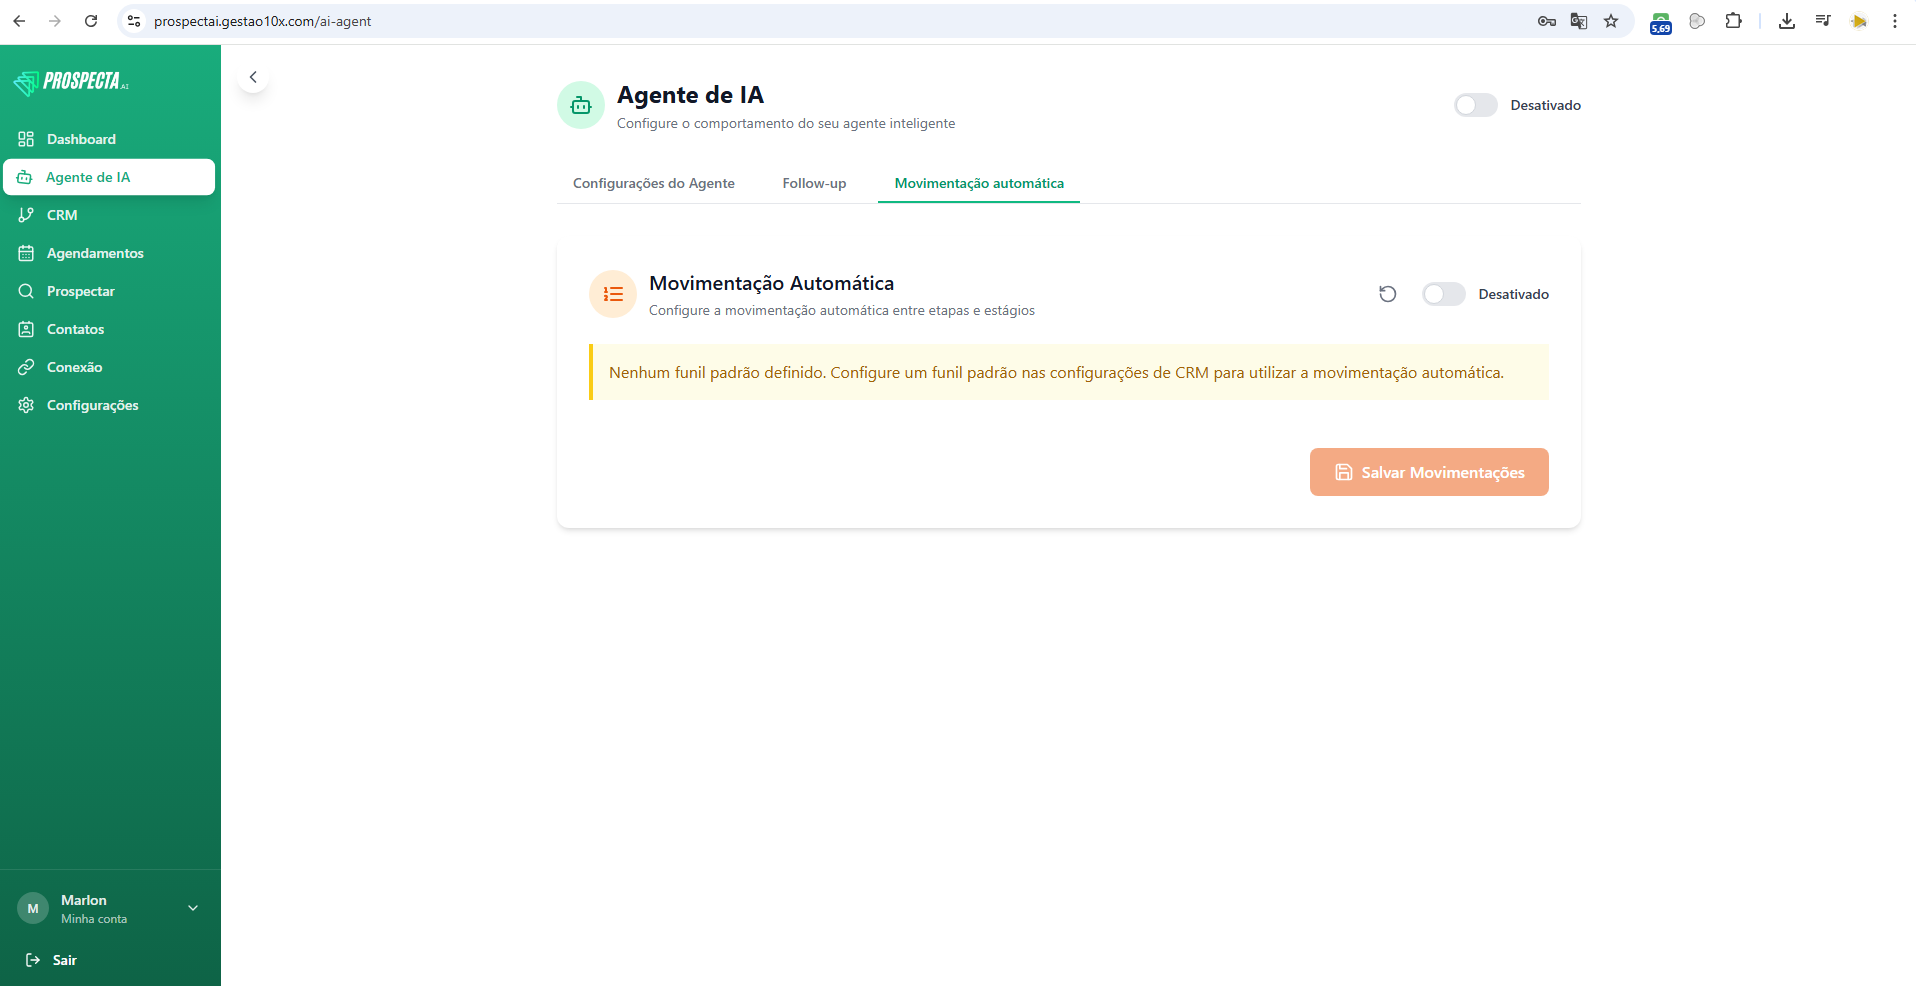 prospectai.gestao10x.com/ai-agent
5,69
PROSPECTA.AI
Dashboard
Agente de IA
CRM
Agendamentos
Prospectar
Contatos
Conexão
Configurações
M
Marlon
Minha conta
Sair
Agente de IA
Configure o comportamento do seu agente inteligente
Desativado
Configurações do Agente
Follow-up
Movimentação automática
Movimentação Automática
Configure a movimentação automática entre etapas e estágios
Desativado
Nenhum funil padrão definido. Configure um funil padrão nas configurações de CRM para utilizar a movimentação automática.
Salvar Movimentações